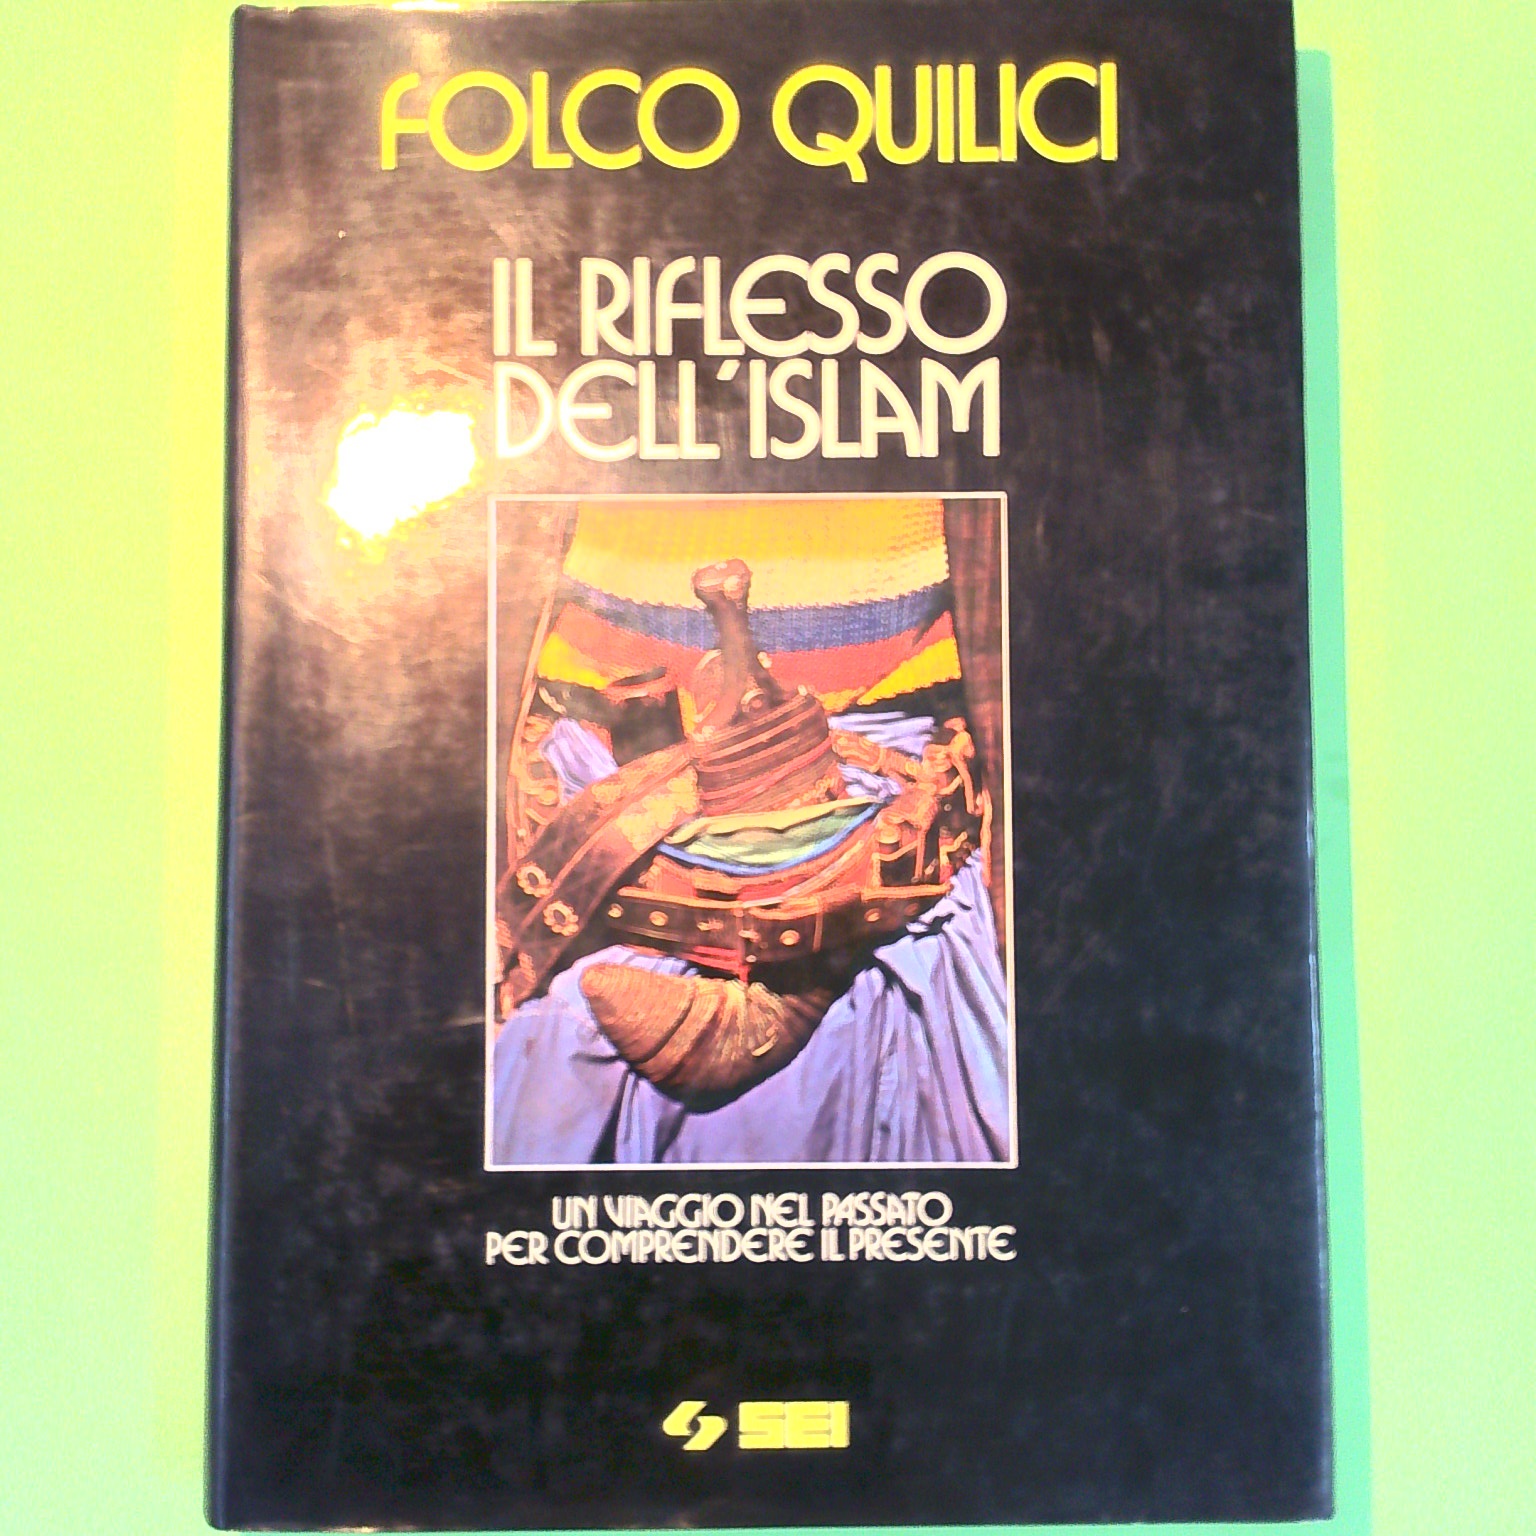 FOLCO QUILICI
IL RIFLESSO
DELL'ISLAM
UN VIAGGIO NEL PASSATO
PER COMPRENDERE IL PRESENTE
SEI